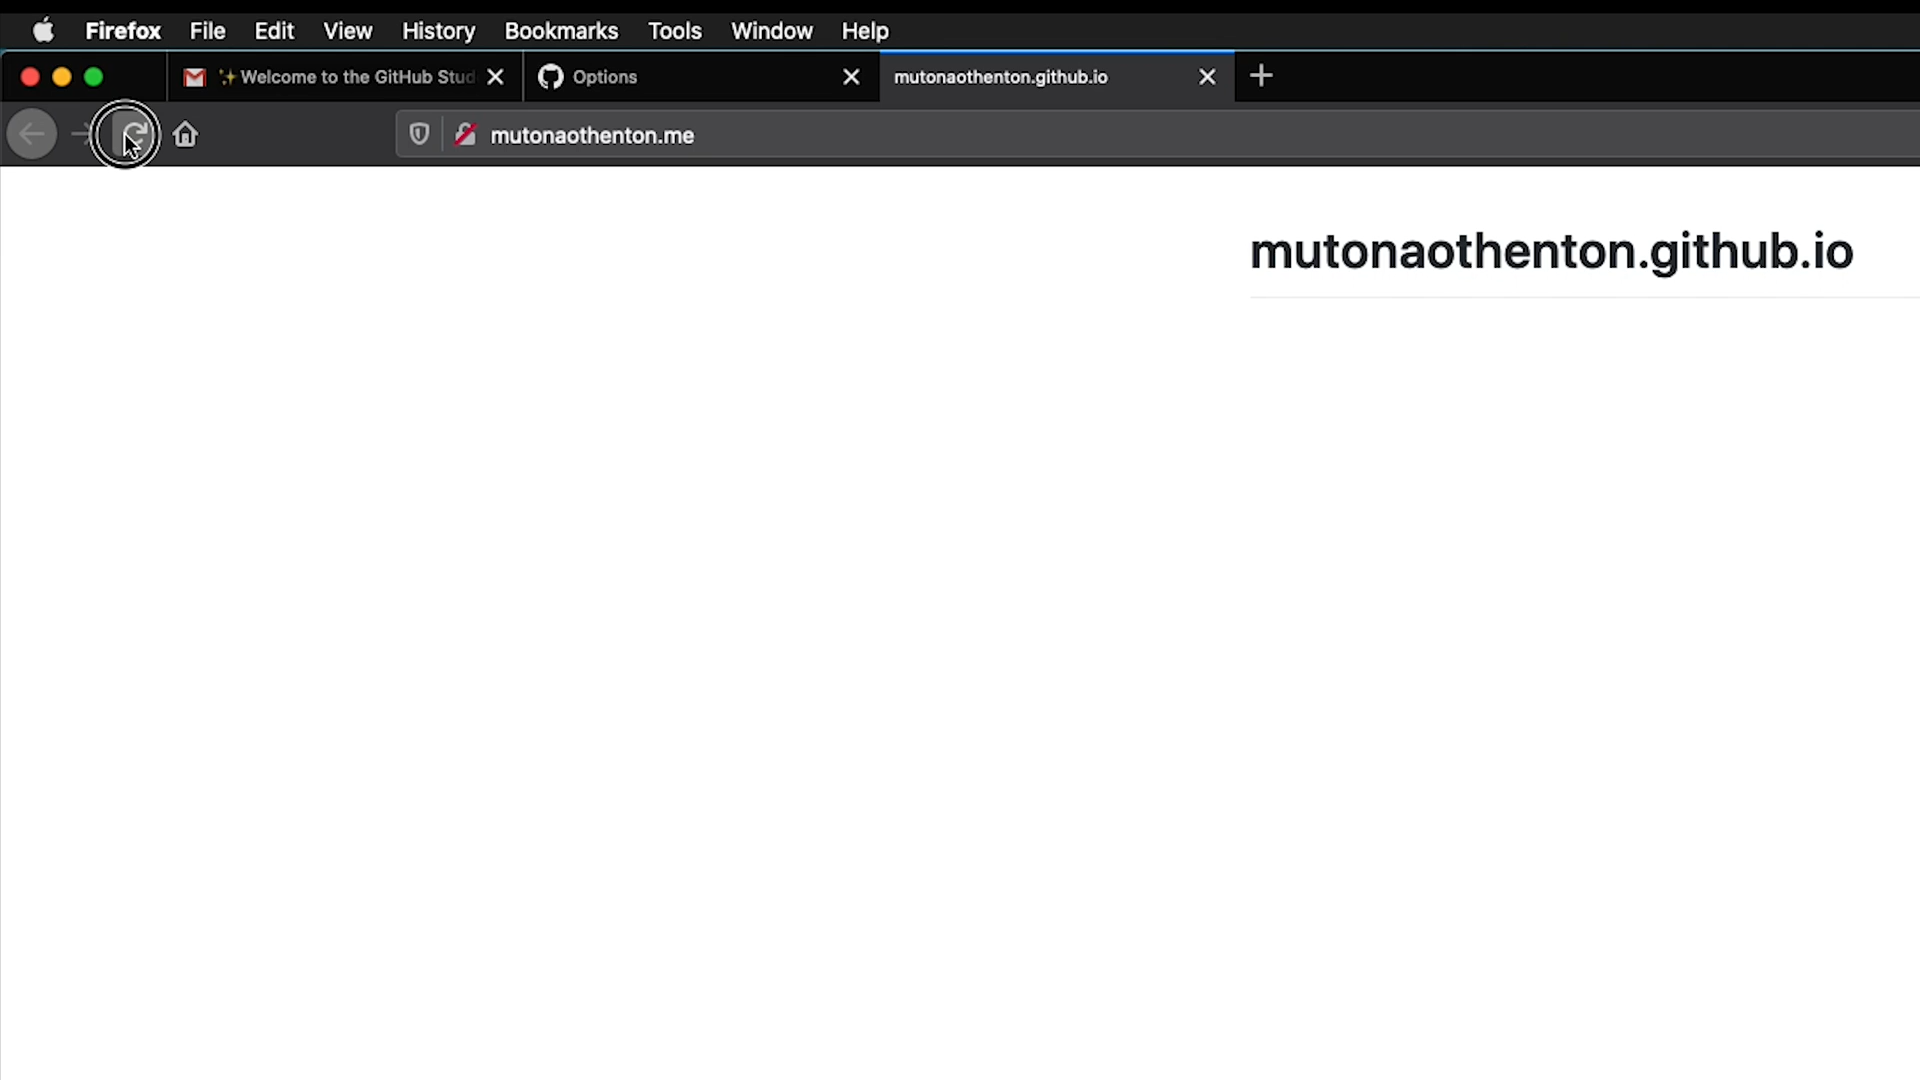 Firefox File Edit View History Bookmarks Tools Window Help
✨ Welcome to the GitHub Stud Options mutonaothenton.github.io
mutonaothenton.me
mutonaothenton.github.io